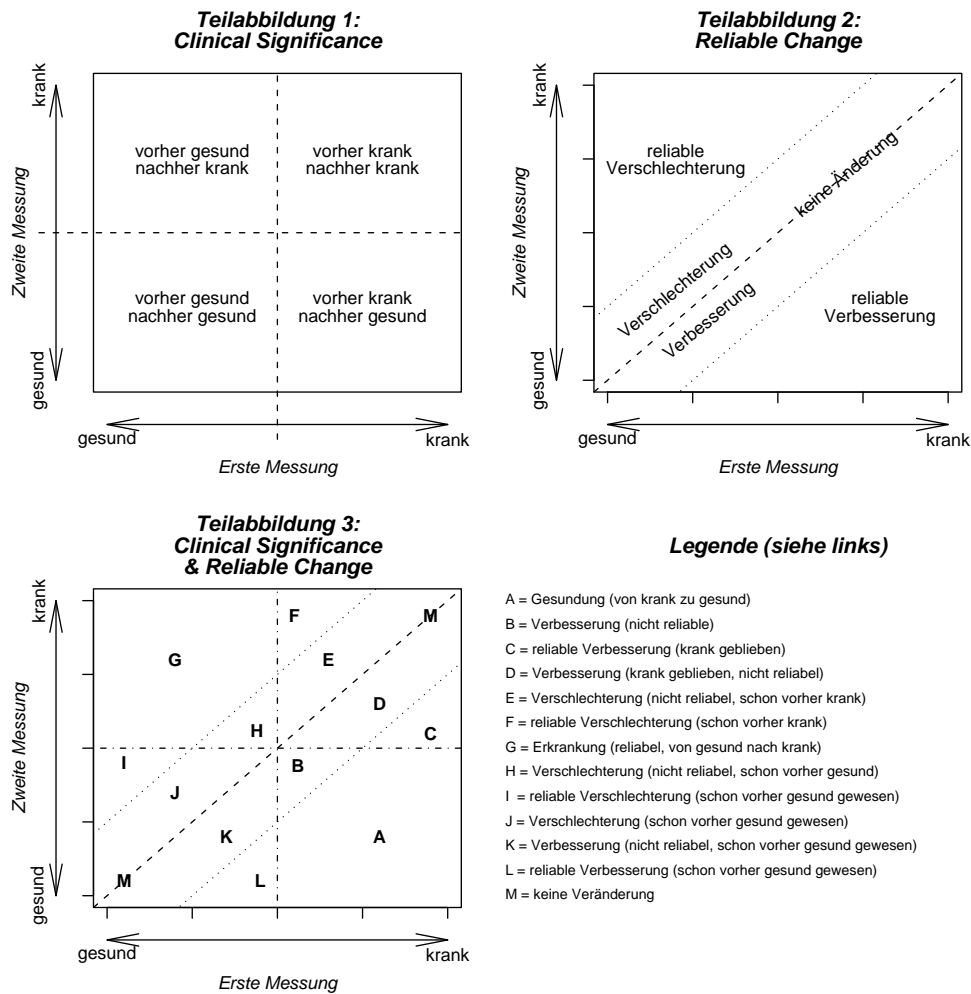 Teilabbildung 1:
Clinical Significance
krank
Zweite Messung
gesund
vorher gesund
nachher krank
vorher krank
nachher krank
vorher gesund
nachher gesund
vorher krank
nachher gesund
gesund
krank
Erste Messung
Teilabbildung 2:
Reliable Change
krank
Zweite Messung
gesund
reliable
Verschlechterung
keine Änderung
Verschlechterung
Verbesserung
reliable
Verbesserung
gesund
krank
Erste Messung
Teilabbildung 3:
Clinical Significance
& Reliable Change
krank
Zweite Messung
gesund
F
M
G
E
D
H
C
I
B
J
K
A
M
L
gesund
krank
Erste Messung
Legende (siehe links)
A = Gesundung (von krank zu gesund)
B = Verbesserung (nicht reliable)
C = reliable Verbesserung (krank geblieben)
D = Verbesserung (krank geblieben, nicht reliabel)
E = Verschlechterung (nicht reliabel, schon vorher krank)
F = reliable Verschlechterung (schon vorher krank)
G = Erkrankung (reliabel, von gesund nach krank)
H = Verschlechterung (nicht reliabel, schon vorher gesund)
I = reliable Verschlechterung (schon vorher gesund gewesen)
J = Verschlechterung (schon vorher gesund gewesen)
K = Verbesserung (nicht reliabel, schon vorher gesund gewesen)
L = reliable Verbesserung (schon vorher gesund gewesen)
M = keine Veränderung